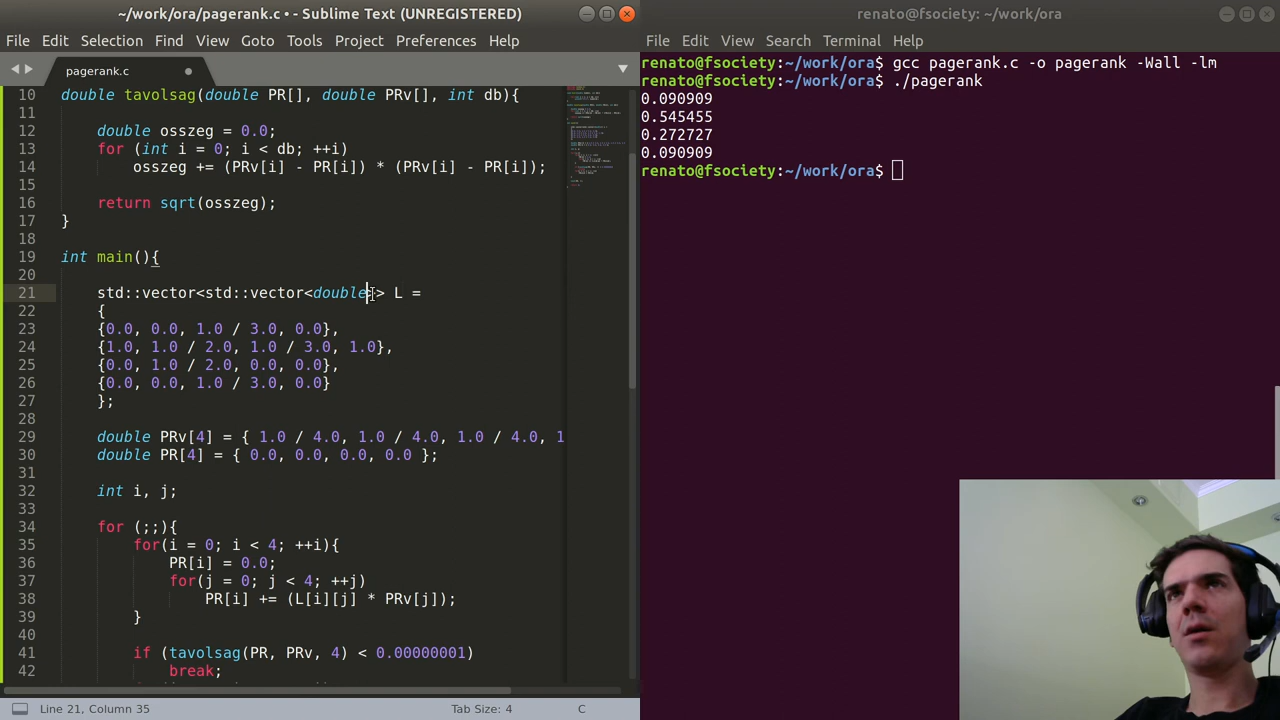 ~/work/ora/pagerank.c • - Sublime Text (UNREGISTERED)
File Edit Selection Find View Goto Tools Project Preferences Help
pagerank.c
10 double tavolsag(double PR[], double PRv[], int db){
11
12 double osszeg = 0.0;
13 for (int i = 0; i < db; ++i)
14 osszeg += (PRv[i] - PR[i]) * (PRv[i] - PR[i]);
15
16 return sqrt(osszeg);
17 }
18
19 int main(){
20
21 std::vector<std::vector<double>> L =
22 {
23 {0.0, 0.0, 1.0 / 3.0, 0.0},
24 {1.0, 1.0 / 2.0, 1.0 / 3.0, 1.0},
25 {0.0, 1.0 / 2.0, 0.0, 0.0},
26 {0.0, 0.0, 1.0 / 3.0, 0.0}
27 };
28
29 double PRv[4] = { 1.0 / 4.0, 1.0 / 4.0, 1.0 / 4.0, 1
30 double PR[4] = { 0.0, 0.0, 0.0, 0.0 };
31
32 int i, j;
33
34 for (;;){
35 for(i = 0; i < 4; ++i){
36 PR[i] = 0.0;
37 for(j = 0; j < 4; ++j)
38 PR[i] += (L[i][j] * PRv[j]);
39 }
40
41 if (tavolsag(PR, PRv, 4) < 0.00000001)
42 break;
Line 21, Column 35 Tab Size: 4 C
renato@fsociety: ~/work/ora
File Edit View Search Terminal Help
renato@fsociety:~/work/ora$ gcc pagerank.c -o pagerank -Wall -lm
renato@fsociety:~/work/ora$ ./pagerank
0.090909
0.545455
0.272727
0.090909
renato@fsociety:~/work/ora$